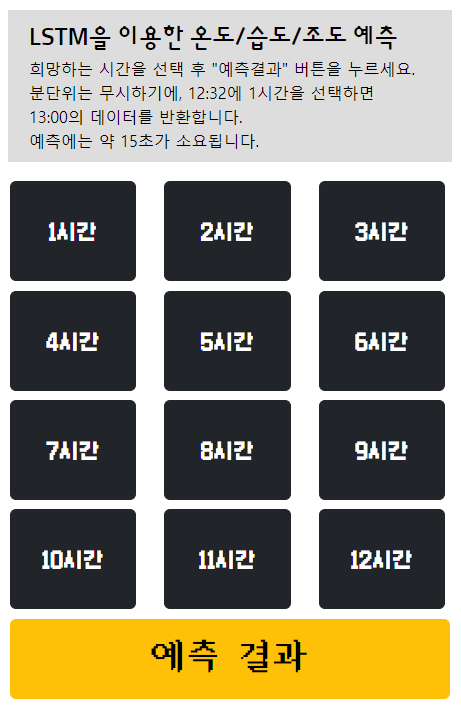 LSTM을 이용한 온도/습도/조도 예측
희망하는 시간을 선택 후 "예측결과" 버튼을 누르세요.
분단위는 무시하기에, 12:32에 1시간을 선택하면
13:00의 데이터를 반환합니다.
예측에는 약 15초가 소요됩니다.
1시간
2시간
3시간
4시간
5시간
6시간
7시간
8시간
9시간
10시간
11시간
12시간
예측 결과